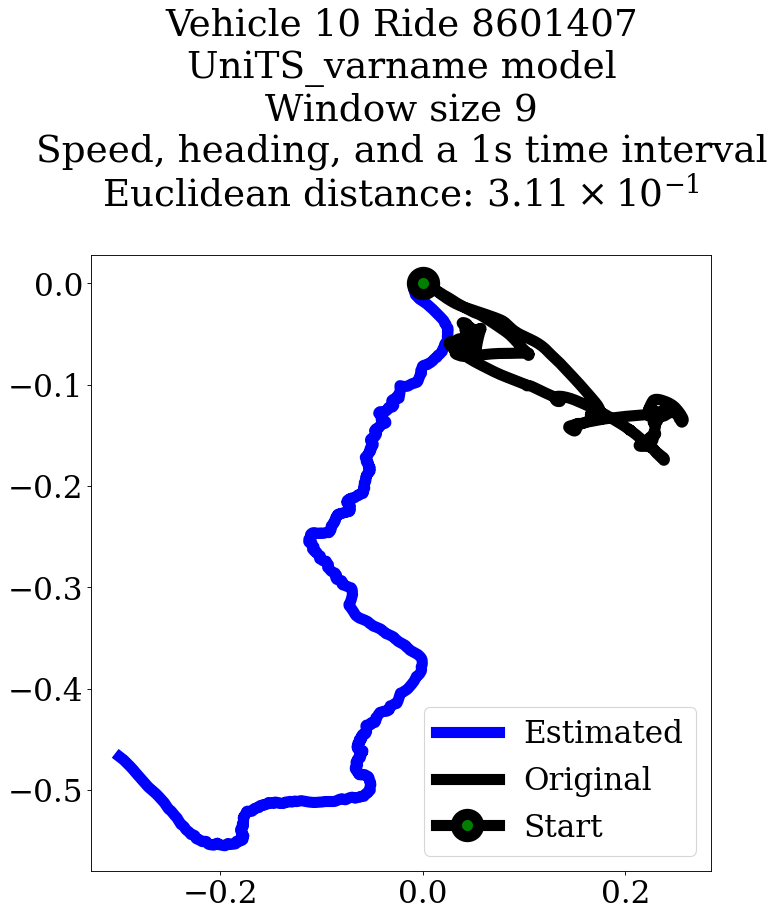 Vehicle 10 Ride 8601407
UniTS_varname model
Window size 9
Speed, heading, and a 1s time interval
Euclidean distance: 3.11 × 10⁻¹
0.0
−0.1
−0.2
−0.3
−0.4
−0.5
Estimated
Original
Start
−0.2
0.0
0.2